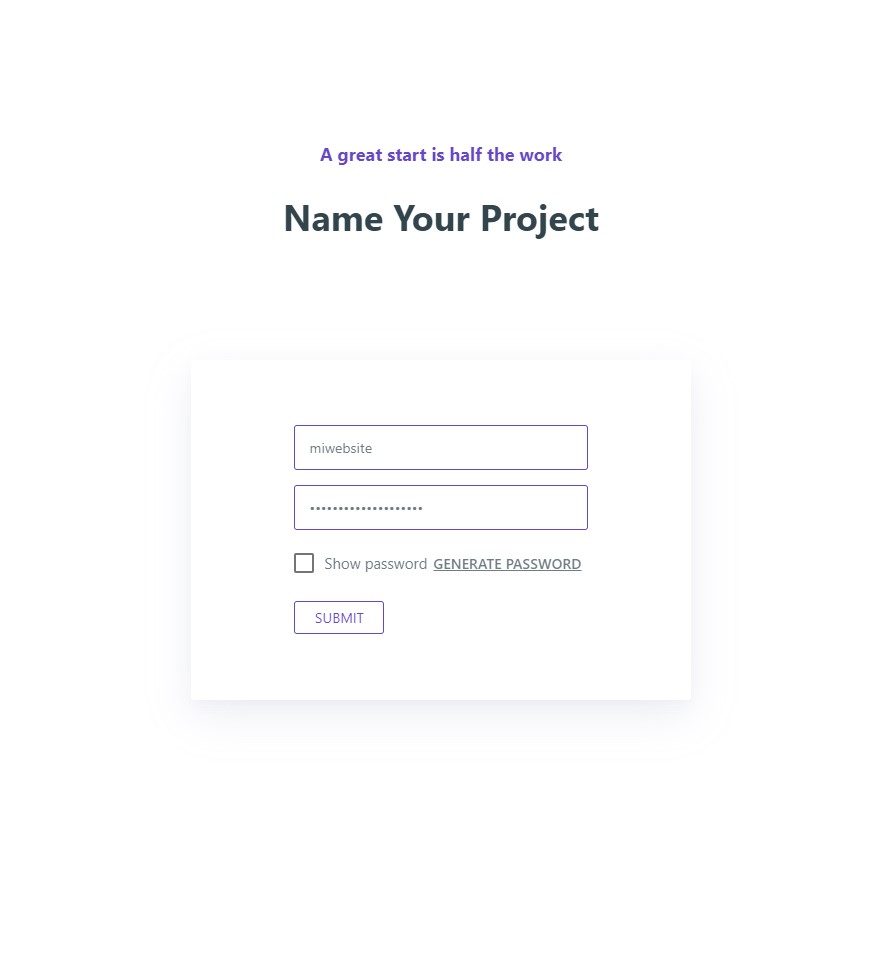 A great start is half the work
Name Your Project
miwebsite
••••••••••••••••••••
Show password GENERATE PASSWORD
SUBMIT